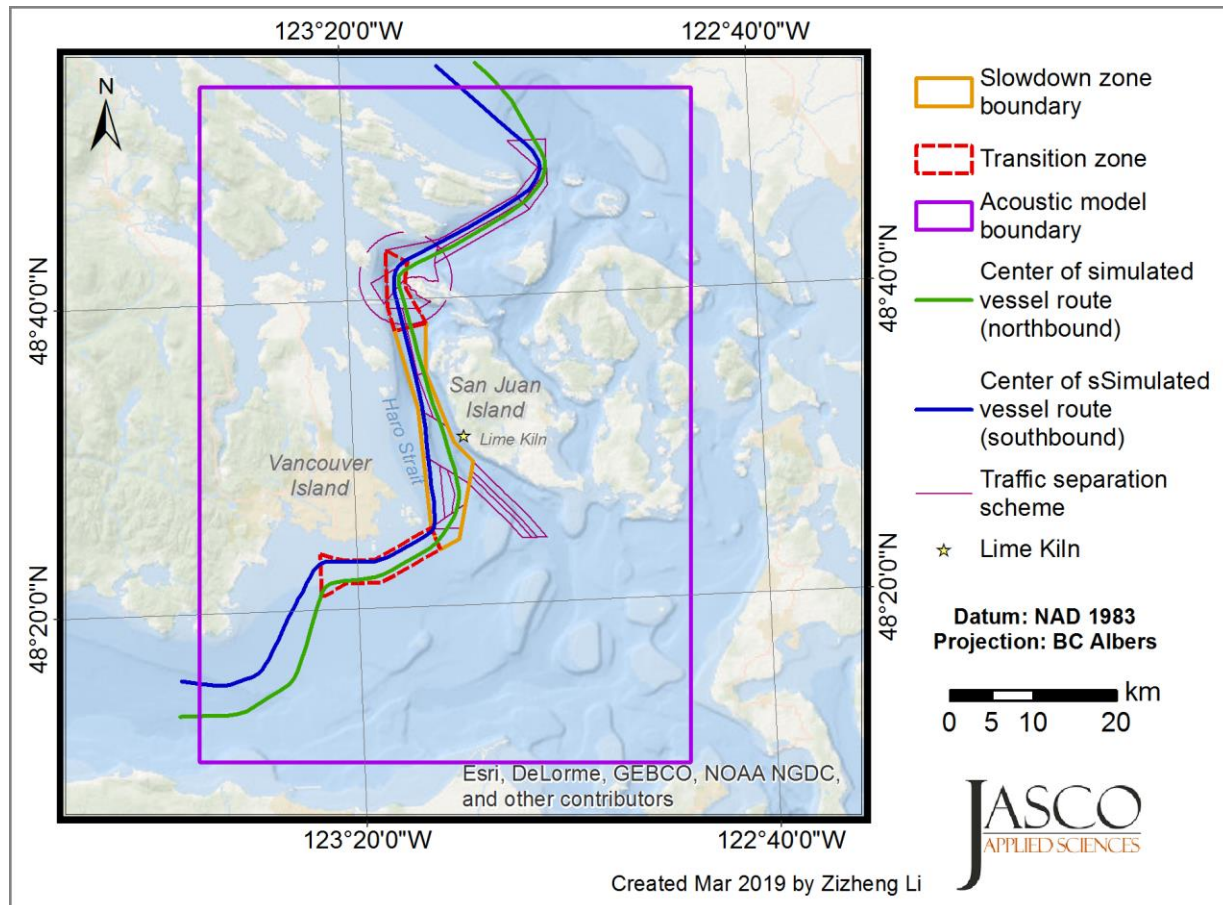 123°20'0"W
122°40'0"W
N
48°40'0"N
48°40'0"N
48°20'0"N
48°20'0"N
San Juan
Island
Lime Kiln
Haro Strait
Vancouver
Island
Esri, DeLorme, GEBCO, NOAA NGDC,
and other contributors
123°20'0"W
122°40'0"W
Slowdown zone
boundary
Transition zone
Acoustic model
boundary
Center of simulated
vessel route
(northbound)
Center of sSimulated
vessel route
(southbound)
Traffic separation
scheme
Lime Kiln
Datum: NAD 1983
Projection: BC Albers
km
0 5 10 20
JASCO
APPLIED SCIENCES
Created Mar 2019 by Zizheng Li